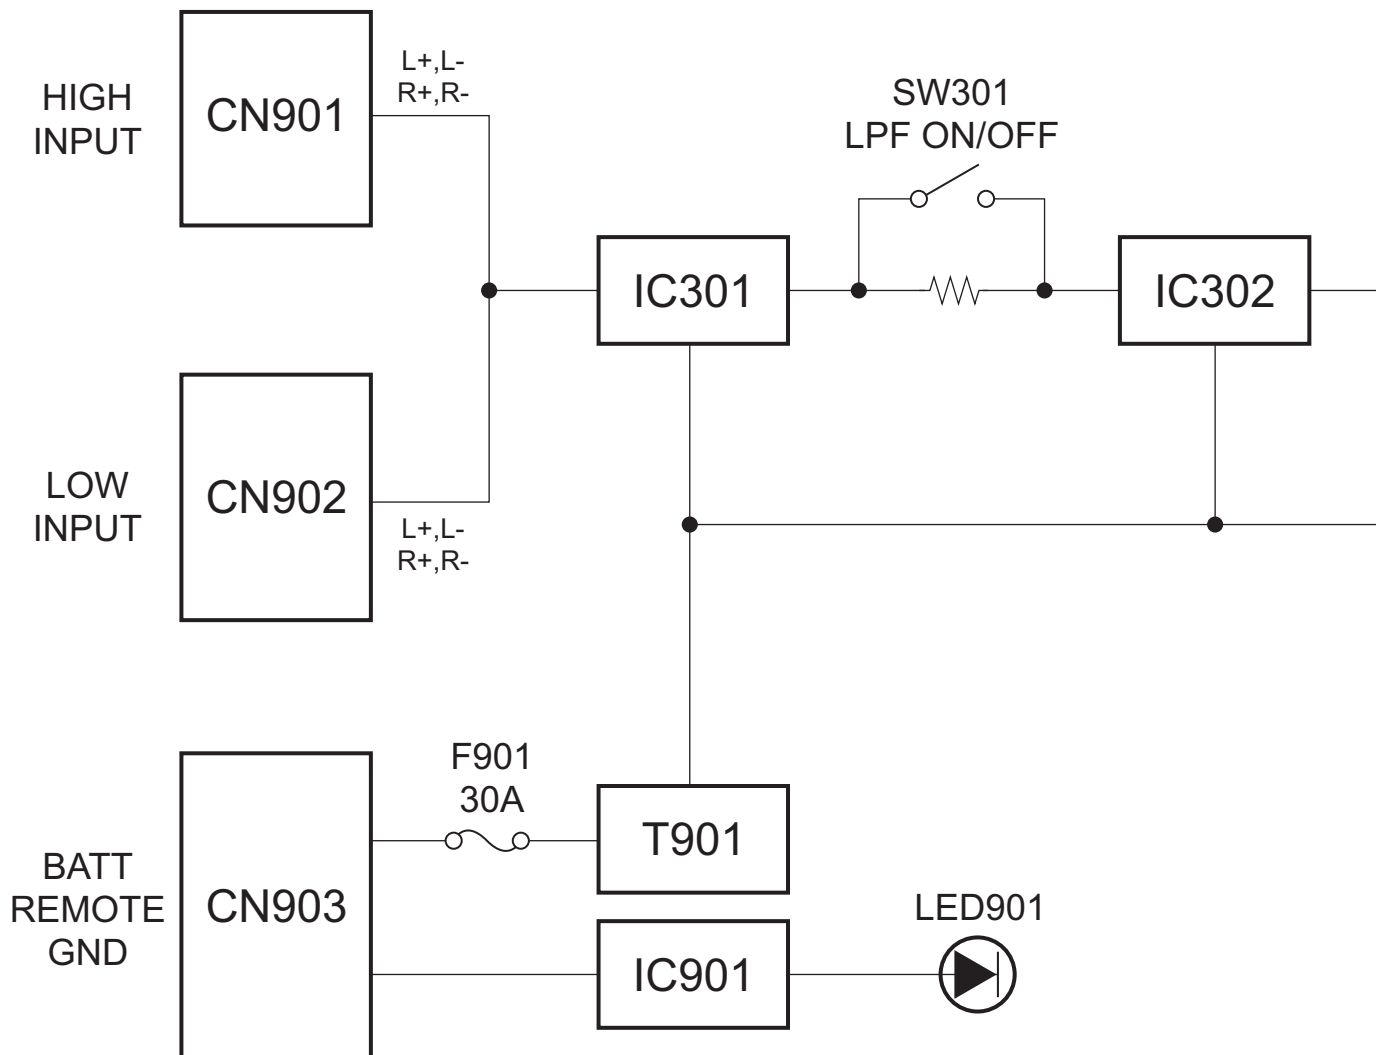 HIGH
INPUT
CN901
L+,L-
R+,R-
SW301
LPF ON/OFF
IC301
IC302
LOW
INPUT
CN902
L+,L-
R+,R-
F901
30A
T901
BATT
REMOTE
GND
CN903
IC901
LED901